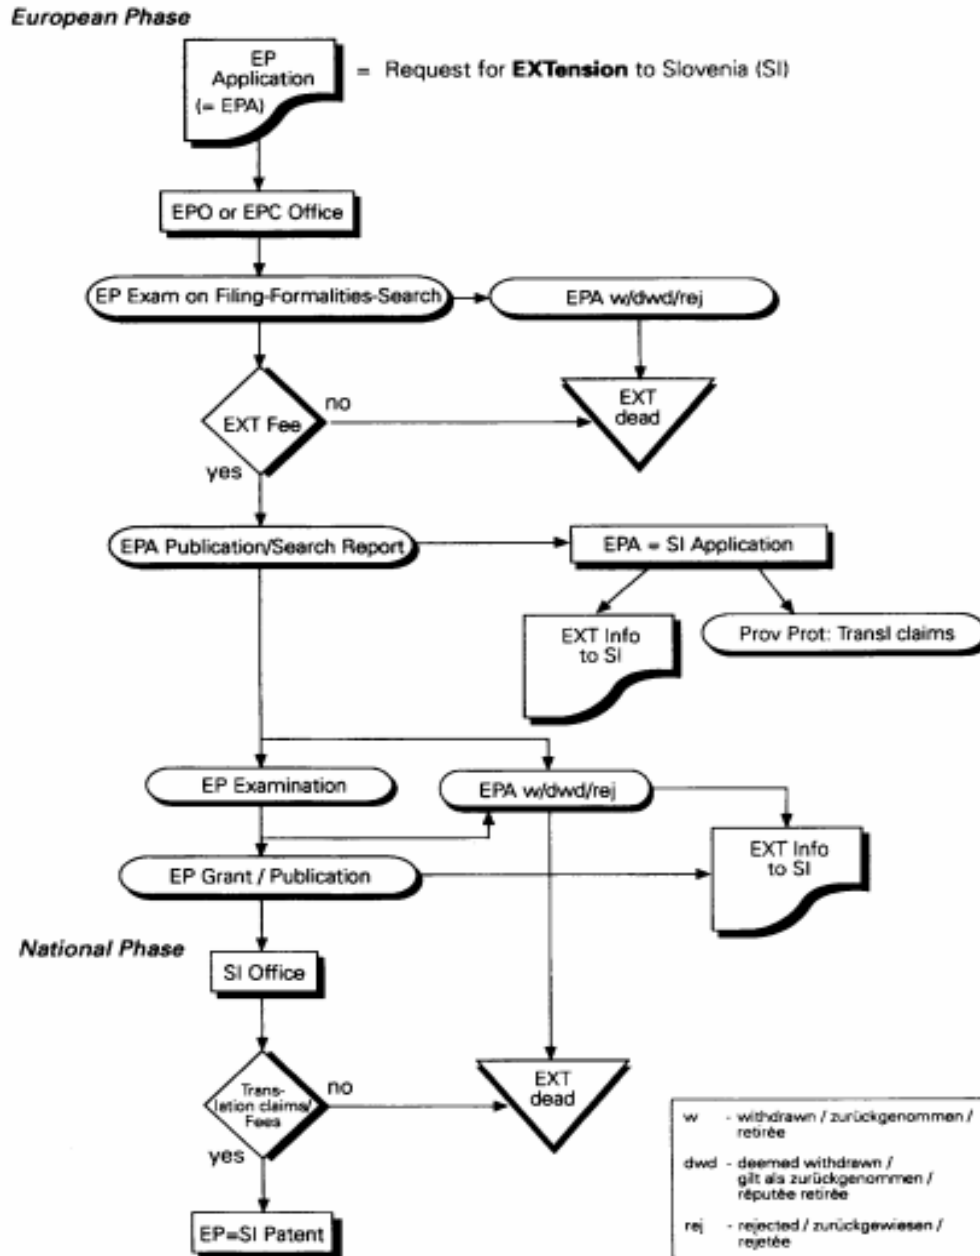 European Phase
EP
Application
(= EPA)
= Request for EXTension to Slovenia (SI)
EPO or EPC Office
EP Exam on Filing-Formalities-Search
EPA w/dwd/rej
EXT Fee
no
EXT
dead
yes
EPA Publication/Search Report
EPA = SI Application
EXT Info
to SI
Prov Prot: Transl claims
EP Examination
EPA w/dwd/rej
EP Grant / Publication
EXT Info
to SI
National Phase
SI Office
Trans-
lation claims/
Fees
no
EXT
dead
yes
EP=SI Patent
w - withdrawn / zurückgenommen /
retirée
dwd - deemed withdrawn /
gilt als zurückgenommen /
réputée retirée
rej - rejected / zurückgewiesen /
rejetée